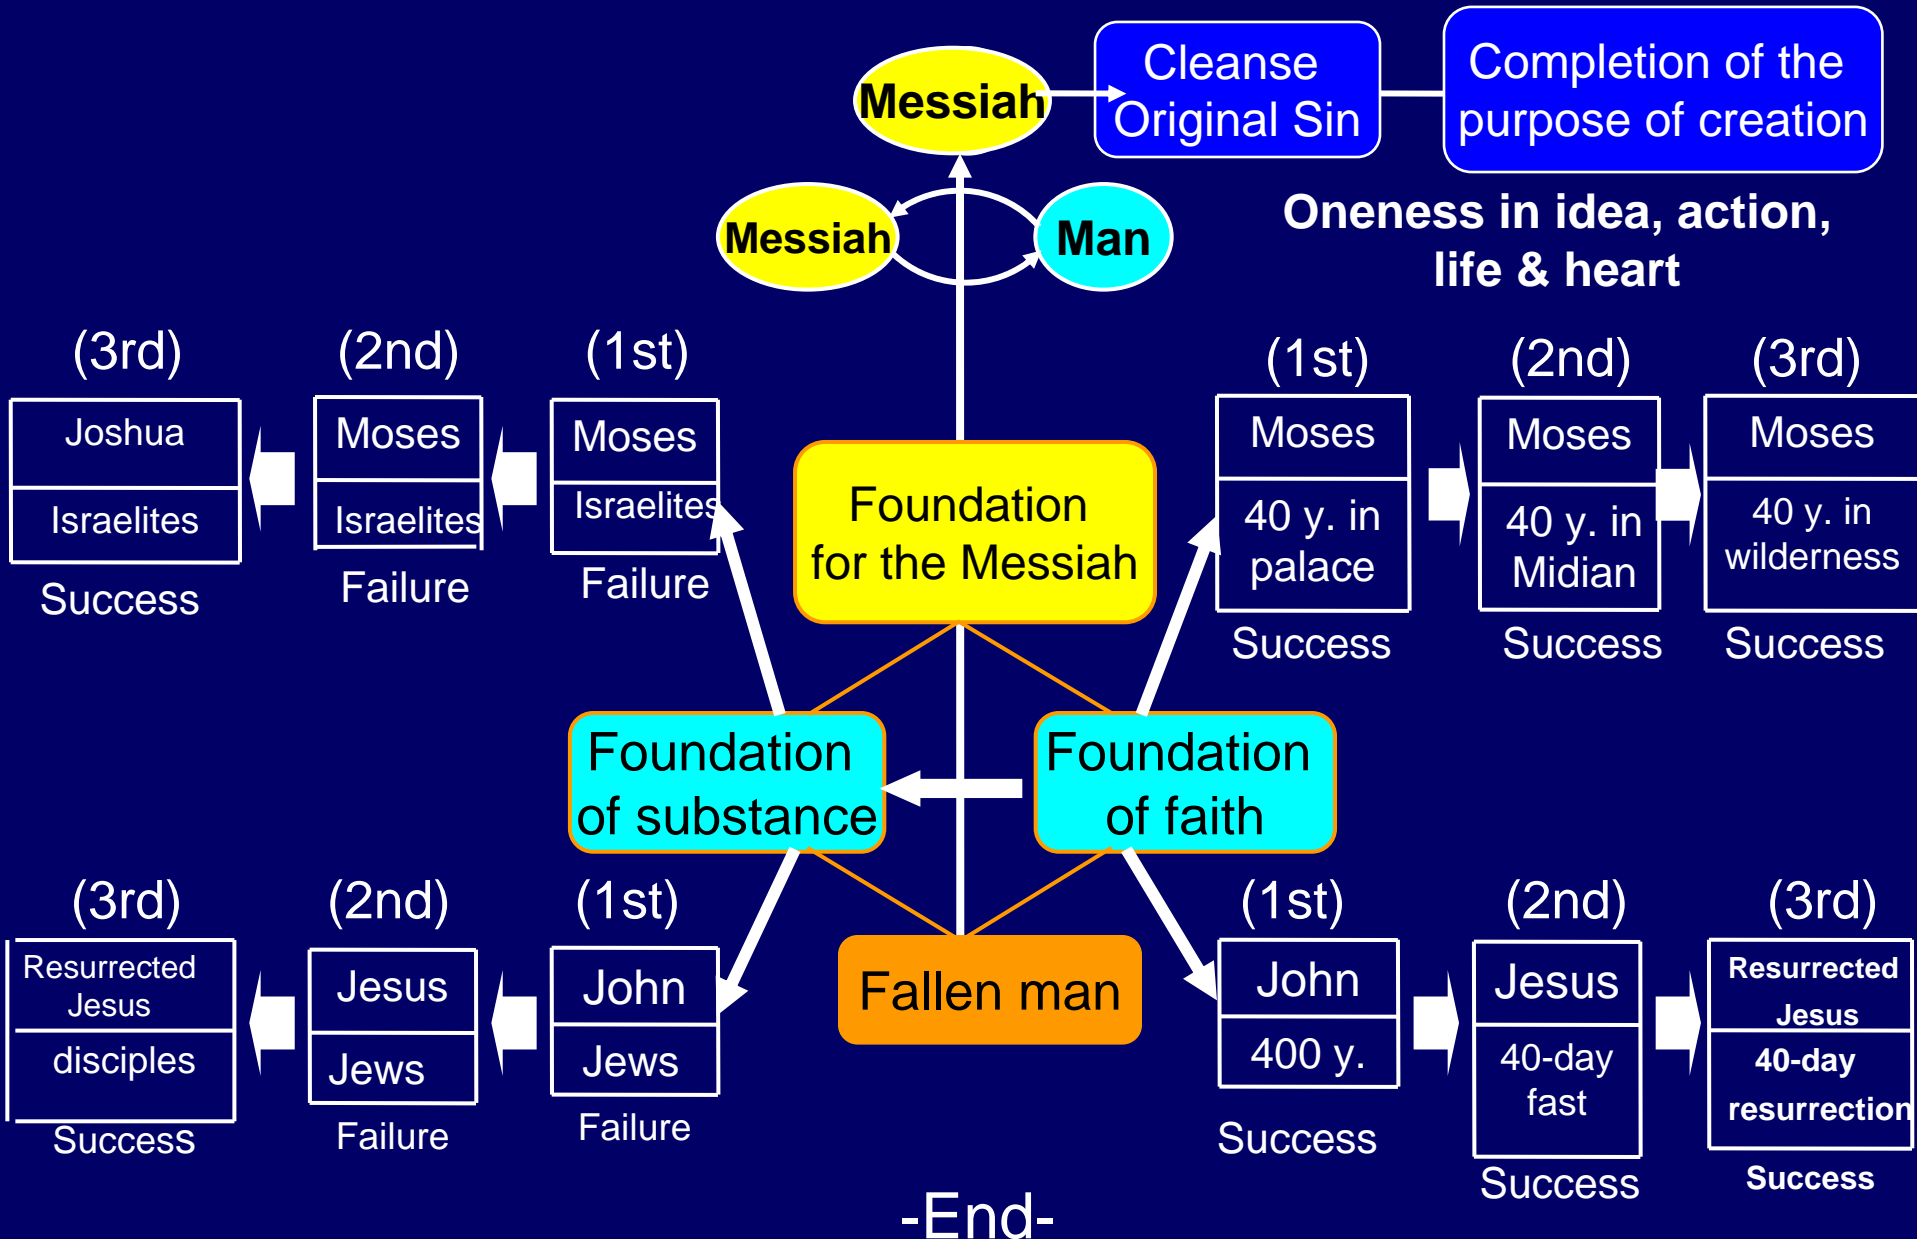 Messiah
Cleanse
Original Sin
Completion of the
purpose of creation
Messiah
Man
Oneness in idea, action,
life & heart
(3rd)
Joshua
Israelites
Success
(2nd)
Moses
Israelites
Failure
(1st)
Moses
Israelites
Failure
Foundation
for the Messiah
(1st)
Moses
40 y. in
palace
Success
(2nd)
Moses
40 y. in
Midian
Success
(3rd)
Moses
40 y. in
wilderness
Success
Foundation
of substance
Foundation
of faith
(3rd)
Resurrected
Jesus
disciples
Success
(2nd)
Jesus
Jews
Failure
(1st)
John
Jews
Failure
Fallen man
(1st)
John
400 y.
Success
(2nd)
Jesus
40-day
fast
Success
(3rd)
Resurrected
Jesus
40-day
resurrection
Success
-End-